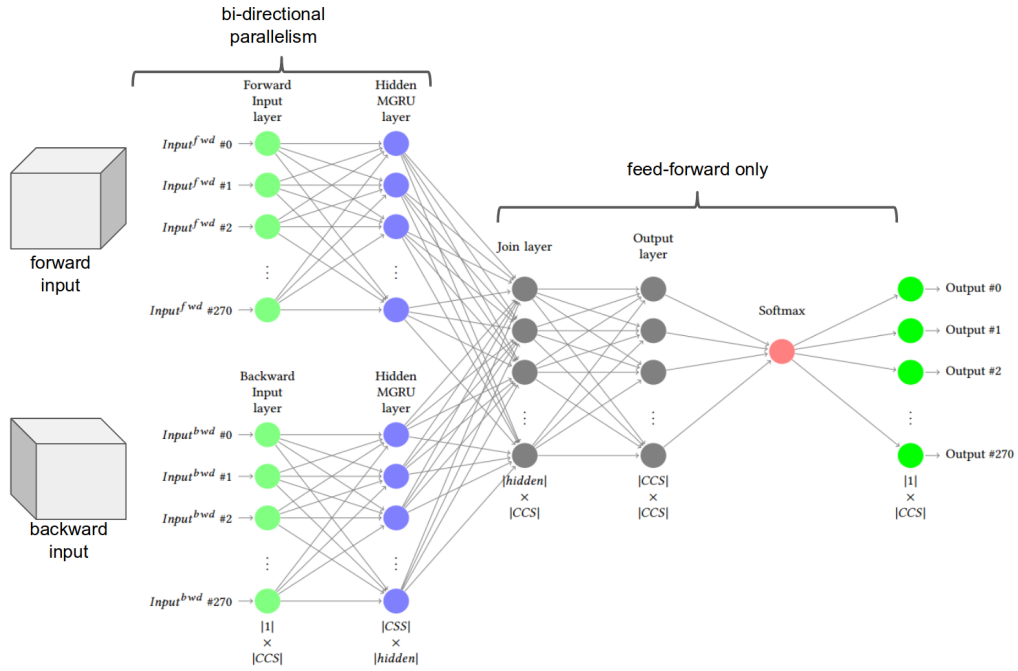 bi-directional
parallelism
Forward
Input
layer
Hidden
MGRU
layer
Input^{fwd} #0
Input^{fwd} #1
Input^{fwd} #2
⋮
⋮
Input^{fwd} #270
forward
input
feed-forward only
Join layer
Output
layer
Softmax
Output #0
Output #1
Output #2
⋮
⋮
⋮
Output #270
|hidden|
×
|CCS|
|CCS|
×
|CCS|
|1|
×
|CCS|
Backward
Input
layer
Hidden
MGRU
layer
Input^{bwd} #0
Input^{bwd} #1
Input^{bwd} #2
⋮
⋮
Input^{bwd} #270
backward
input
|1|
×
|CCS|
|CSS|
×
|hidden|